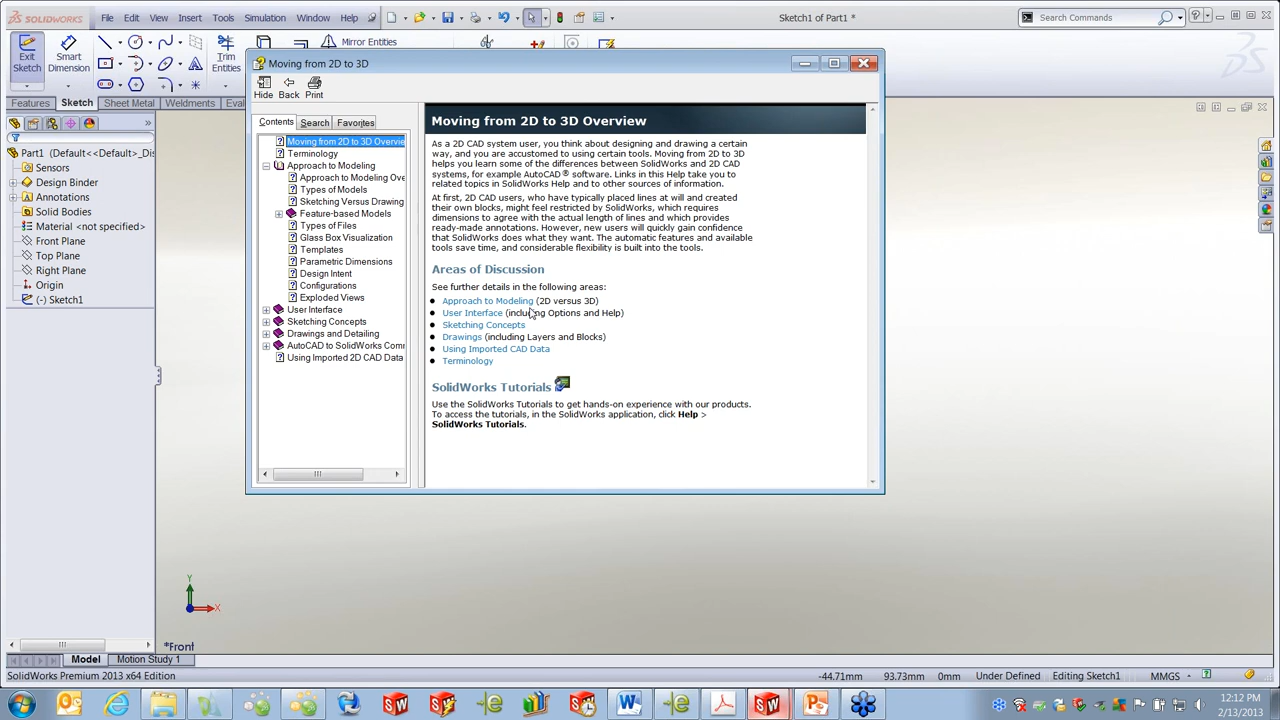 SOLIDWORKS File Edit View Insert Tools Simulation Window Help Sketch1 of Part1 * Search Commands
Exit Sketch
Smart Dimension
Trim Entities
Mirror Entities
Features Sketch Sheet Metal Weldments Eval
Part1 (Default<<Default>_Dis
Sensors
Design Binder
Annotations
Solid Bodies
Material <not specified>
Front Plane
Top Plane
Right Plane
Origin
(-) Sketch1
Moving from 2D to 3D
Hide Back Print
Contents Search Favorites
Moving from 2D to 3D Overvie
Terminology
Approach to Modeling
Approach to Modeling Ove
Types of Models
Sketching Versus Drawing
Feature-based Models
Types of Files
Glass Box Visualization
Templates
Parametric Dimensions
Design Intent
Configurations
Exploded Views
User Interface
Sketching Concepts
Drawings and Detailing
AutoCAD to SolidWorks Comm
Using Imported 2D CAD Data
Moving from 2D to 3D Overview
As a 2D CAD system user, you think about designing and drawing a certain
way, and you are accustomed to using certain tools. Moving from 2D to 3D
helps you learn some of the differences between SolidWorks and 2D CAD
systems, for example AutoCAD® software. Links in this Help take you to
related topics in SolidWorks Help and to other sources of information.
At first, 2D CAD users, who have typically placed lines at will and created
their own blocks, might feel restricted by SolidWorks, which requires
dimensions to agree with the actual length of lines and which provides
ready-made annotations. However, new users will quickly gain confidence
that SolidWorks does what they want. The automatic features and available
tools save time, and considerable flexibility is built into the tools.
Areas of Discussion
See further details in the following areas:
Approach to Modeling (2D versus 3D)
User Interface (including Options and Help)
Sketching Concepts
Drawings (including Layers and Blocks)
Using Imported CAD Data
Terminology
SolidWorks Tutorials
Use the SolidWorks Tutorials to get hands-on experience with our products.
To access the tutorials, in the SolidWorks application, click Help >
SolidWorks Tutorials.
Y
X
*Front
Model Motion Study 1
SolidWorks Premium 2013 x64 Edition -44.71mm 93.73mm 0mm Under Defined Editing Sketch1 MMGS
12:12 PM
2/13/2013